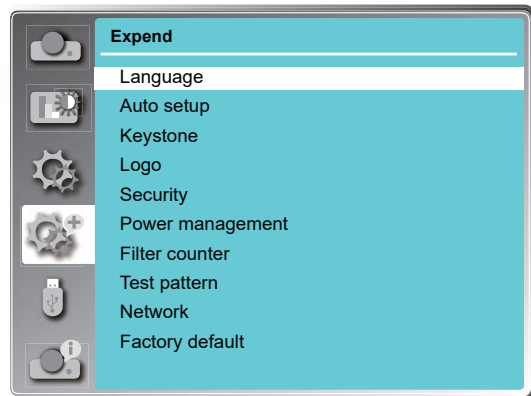 Expend
Language
Auto setup
Keystone
Logo
Security
Power management
Filter counter
Test pattern
Network
Factory default